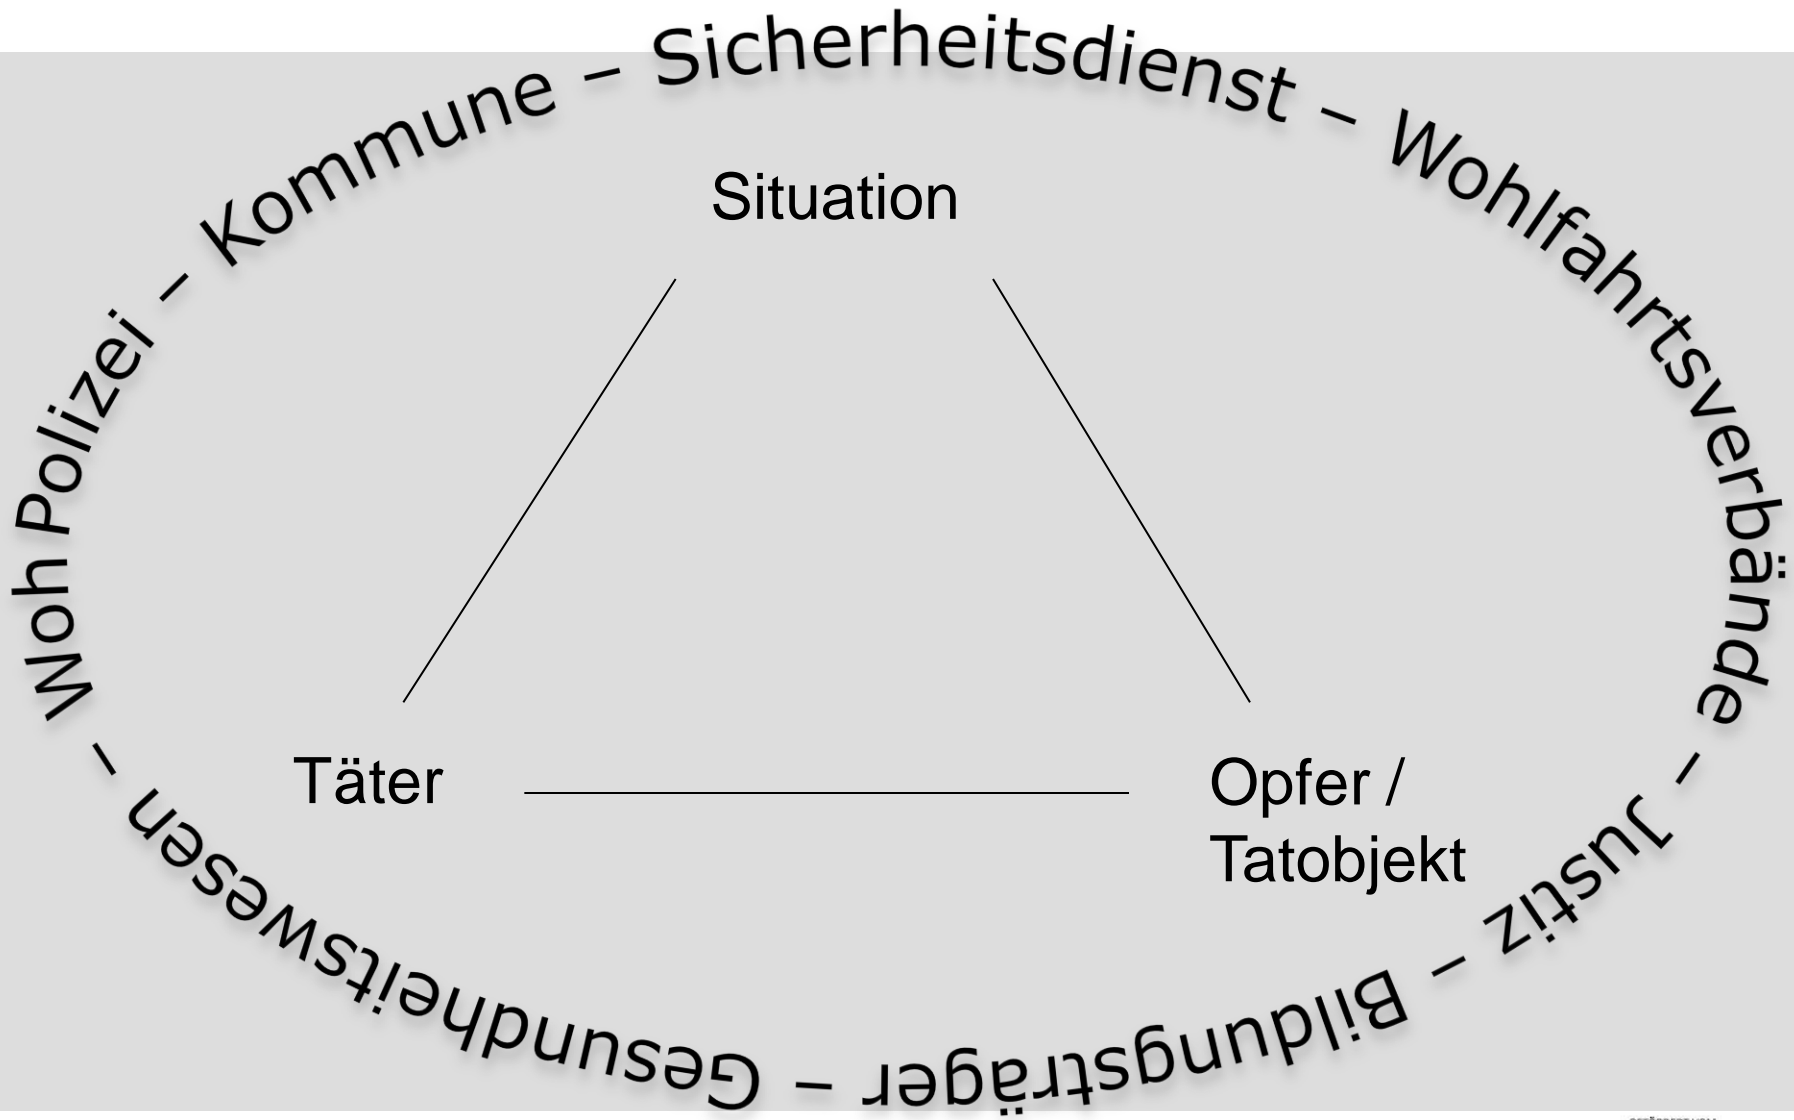 Polizei – Kommune – Sicherheitsdienst – Wohlfahrtsverbände – Justiz – Bildungsträger – Gesundheitswesen – Woh
Situation
Täter
Opfer /
Tatobjekt